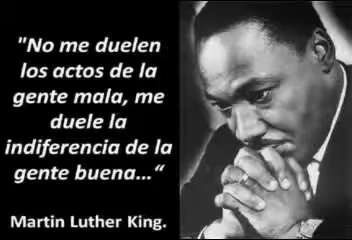 "No me duelen
los actos de la
gente mala, me
duele la
indiferencia de la
gente buena...“
Martin Luther King.